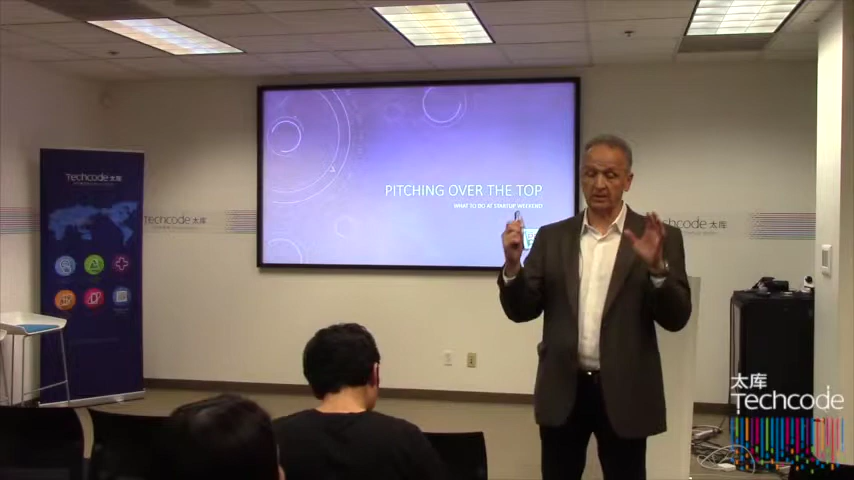 Techcode 太库
PITCHING OVER THE TOP
WHAT TO DO AT STARTUP WEEKEND
Techcode 太库
techcode 太库
太库
Techcode